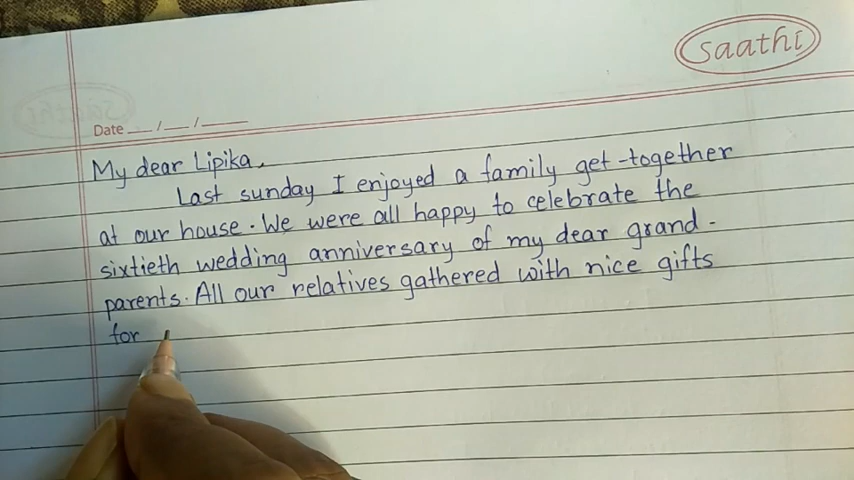 Saathi
Date __/__/____
My dear Lipika,
Last sunday I enjoyed a family get-together
at our house. We were all happy to celebrate the
sixtieth wedding anniversary of my dear grand-
parents. All our relatives gathered with nice gifts
for